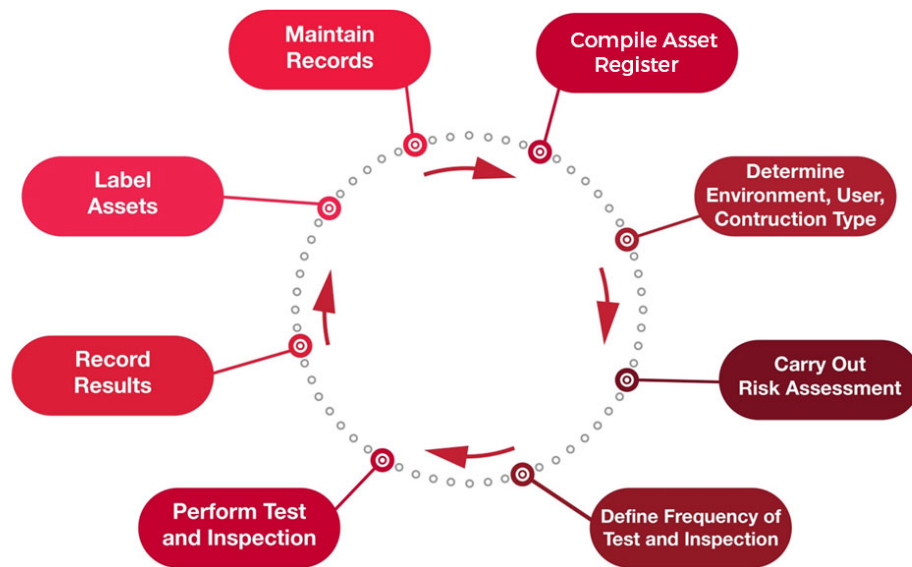 Maintain
Records
Compile Asset
Register
Label
Assets
Determine
Environment, User,
Contruction Type
Record
Results
Carry Out
Risk Assessment
Perform Test
and Inspection
Define Frequency of
Test and Inspection